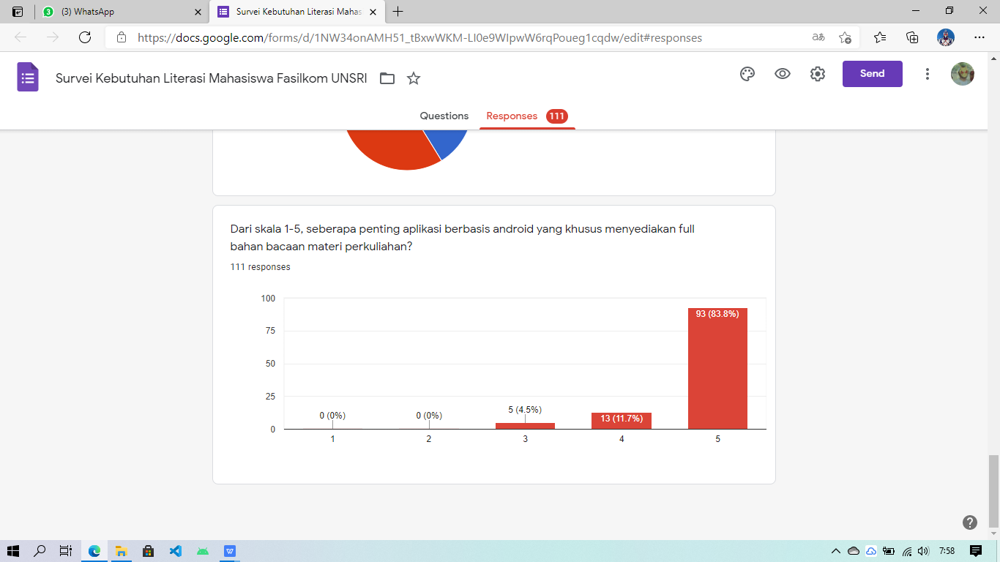 3
(3) WhatsApp
Survei Kebutuhan Literasi Mahas
https://docs.google.com/forms/d/1NW34onAMH51_tBxwWKM-LI0e9WIpwW6rqPoueg1cqdw/edit#responses
aあ
Survei Kebutuhan Literasi Mahasiswa Fasilkom UNSRI
Send
Questions
Responses
111
Dari skala 1-5, seberapa penting aplikasi berbasis android yang khusus menyediakan full
bahan bacaan materi perkuliahan?
111 responses
100
75
50
25
0
0 (0%)
0 (0%)
5 (4.5%)
13 (11.7%)
93 (83.8%)
1
2
3
4
5
?
W
7:58